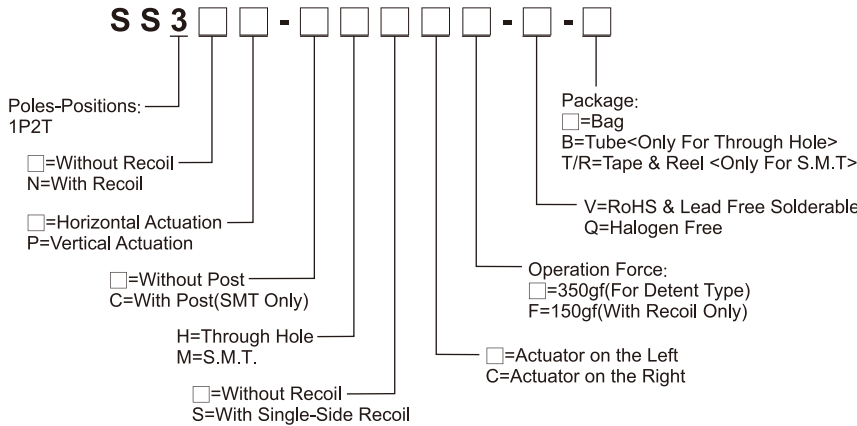 SS3□□-□□□□□-□-□
Poles-Positions:
1P2T
□=Without Recoil
N=With Recoil
□=Horizontal Actuation
P=Vertical Actuation
□=Without Post
C=With Post(SMT Only)
H=Through Hole
M=S.M.T.
□=Without Recoil
S=With Single-Side Recoil
Package:
□=Bag
B=Tube<Only For Through Hole>
T/R=Tape & Reel <Only For S.M.T>
V=RoHS & Lead Free Solderable
Q=Halogen Free
Operation Force:
□=350gf(For Detent Type)
F=150gf(With Recoil Only)
□=Actuator on the Left
C=Actuator on the Right